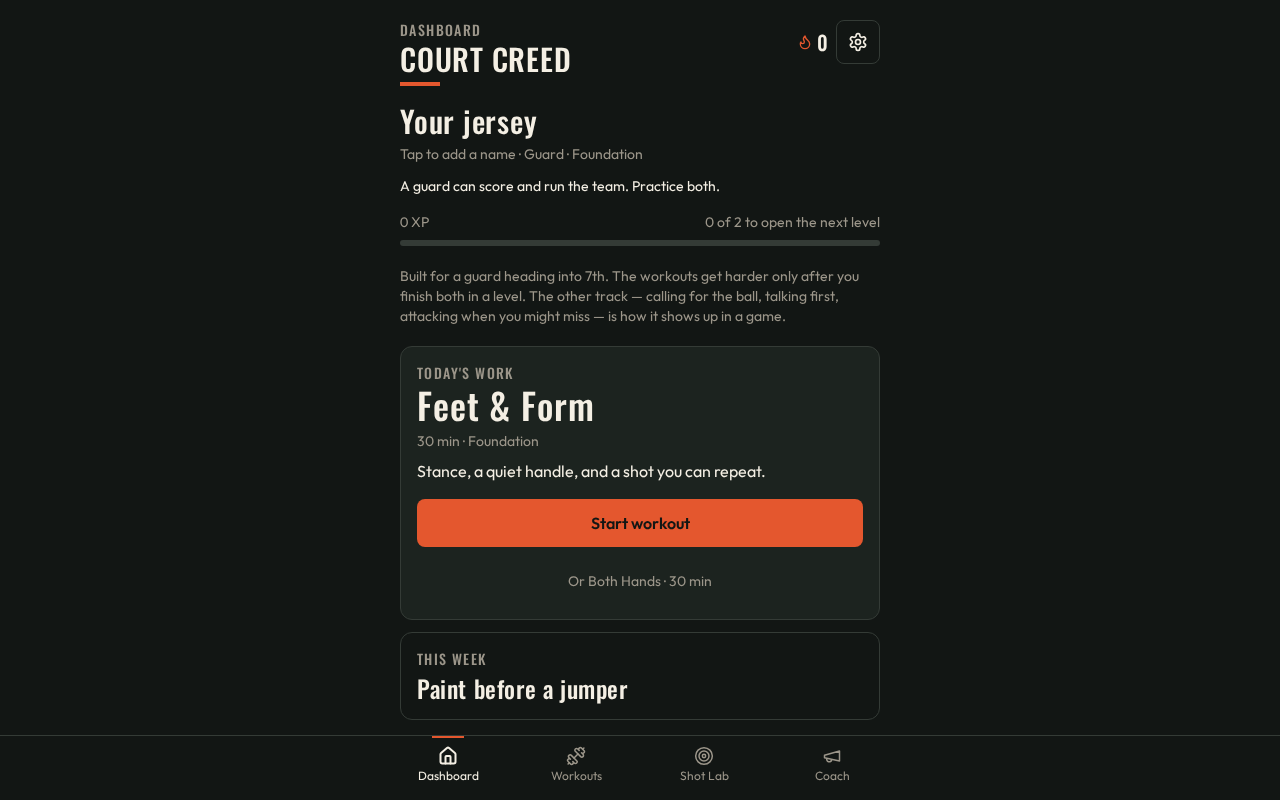 DASHBOARD
COURT CREED
0
Your jersey
Tap to add a name · Guard · Foundation
A guard can score and run the team. Practice both.
0 XP
0 of 2 to open the next level
Built for a guard heading into 7th. The workouts get harder only after you
finish both in a level. The other track — calling for the ball, talking first,
attacking when you might miss — is how it shows up in a game.
TODAY'S WORK
Feet & Form
30 min · Foundation
Stance, a quiet handle, and a shot you can repeat.
Start workout
Or Both Hands · 30 min
THIS WEEK
Paint before a jumper
Dashboard
Workouts
Shot Lab
Coach